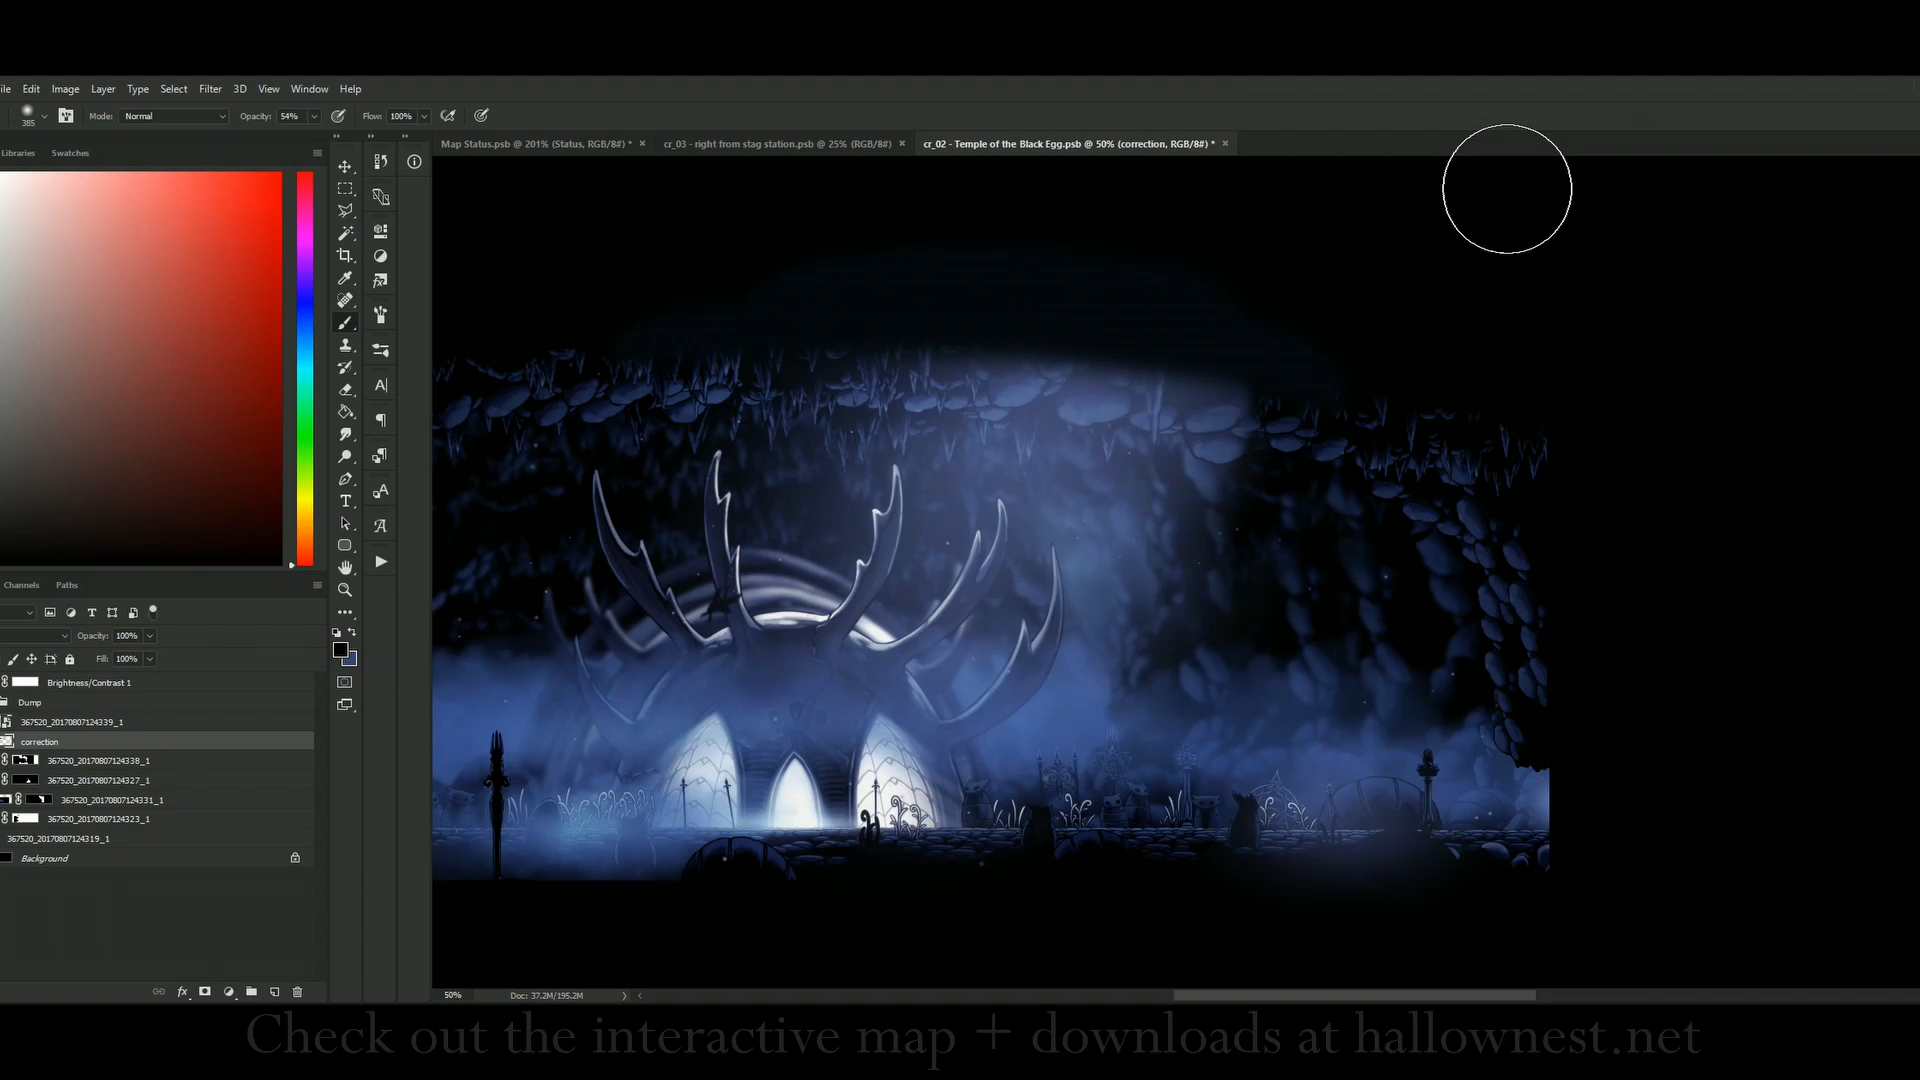 ile Edit Image Layer Type Select Filter 3D View Window Help
385 Mode: Normal Opacity: 54% Flow: 100%
Libraries Swatches
Map Status.psb @ 201% (Status, RGB/8#) * × cr_03 - right from stag station.psb @ 25% (RGB/8#) × cr_02 - Temple of the Black Egg.psb @ 50% (correction, RGB/8#) * ×
Channels Paths
Opacity: 100%
Fill: 100%
Brightness/Contrast 1
Dump
367520_20170807124339_1
correction
367520_20170807124338_1
367520_20170807124327_1
367520_20170807124331_1
367520_20170807124323_1
367520_20170807124319_1
Background
50% Doc: 37.2M/195.2M
Check out the interactive map + downloads at hallownest.net